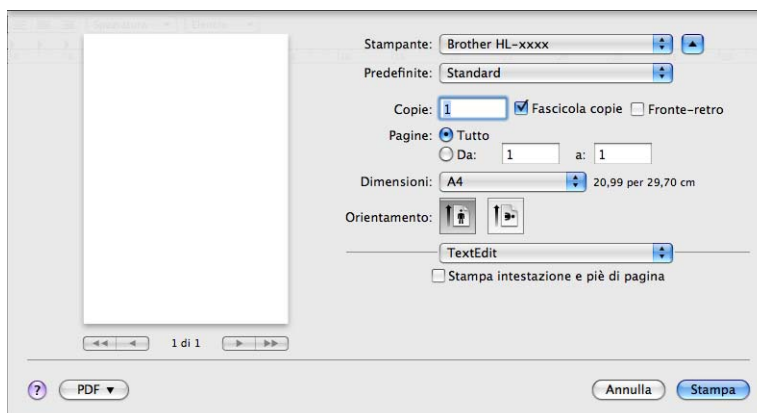 Spaziatura Elenchi
Stampante: Brother HL-xxxx
Predefinite: Standard
Copie: 1 Fascicola copie Fronte-retro
Pagine: Tutto
Da: 1 a: 1
Dimensioni: A4 20,99 per 29,70 cm
Orientamento:
TextEdit
Stampa intestazione e piè di pagina
1 di 1
? PDF Annulla Stampa